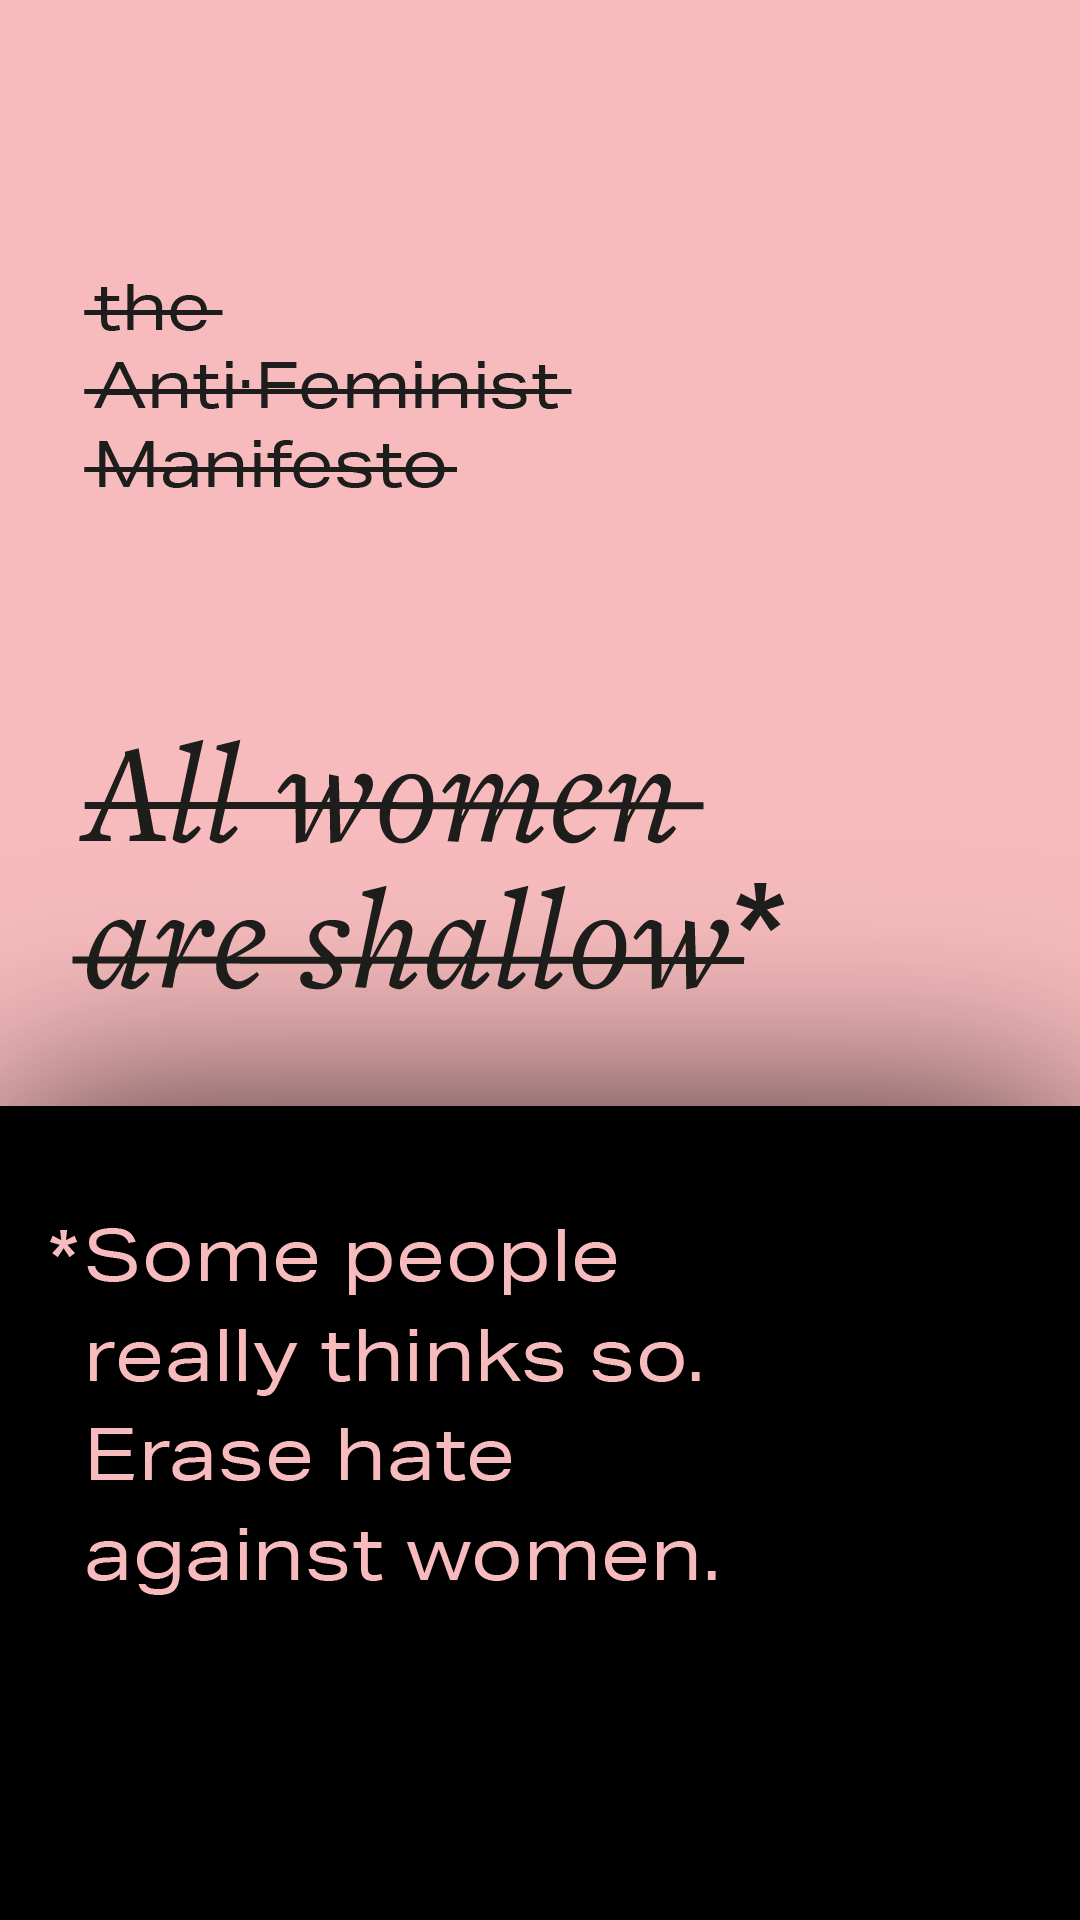 the
Anti·Feminist
Manifesto
All women
are shallow*
*Some people
really thinks so.
Erase hate
against women.